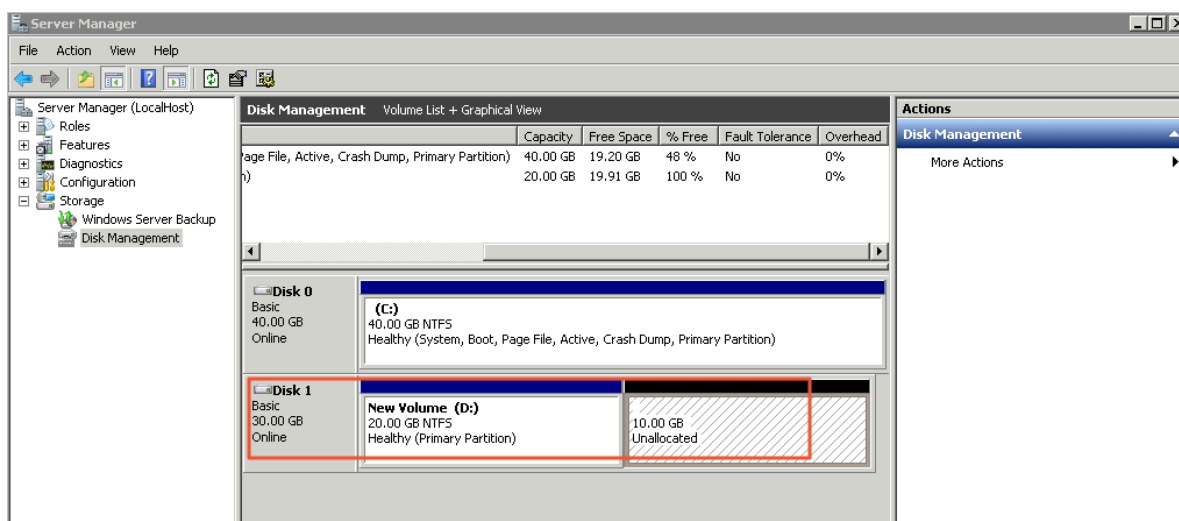 Server Manager
File Action View Help
Server Manager (LocalHost)
Roles
Features
Diagnostics
Configuration
Storage
Windows Server Backup
Disk Management
Disk Management Volume List + Graphical View
Capacity Free Space % Free Fault Tolerance Overhead
Page File, Active, Crash Dump, Primary Partition) 40.00 GB 19.20 GB 48 % No 0%
n) 20.00 GB 19.91 GB 100 % No 0%
Disk 0
Basic
40.00 GB
Online
(C:)
40.00 GB NTFS
Healthy (System, Boot, Page File, Active, Crash Dump, Primary Partition)
Disk 1
Basic
30.00 GB
Online
New Volume (D:)
20.00 GB NTFS
Healthy (Primary Partition)
10.00 GB
Unallocated
Actions
Disk Management
More Actions